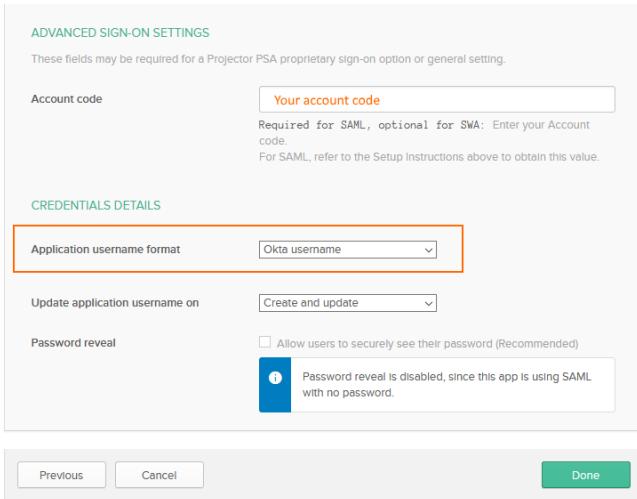 ADVANCED SIGN-ON SETTINGS
These fields may be required for a Projector PSA proprietary sign-on option or general setting.
Account code
Your account code
Required for SAML, optional for SWA: Enter your Account
code.
For SAML, refer to the Setup Instructions above to obtain this value.
CREDENTIALS DETAILS
Application username format
Okta username
Update application username on
Create and update
Password reveal
Allow users to securely see their password (Recommended)
Password reveal is disabled, since this app is using SAML
with no password.
Previous
Cancel
Done